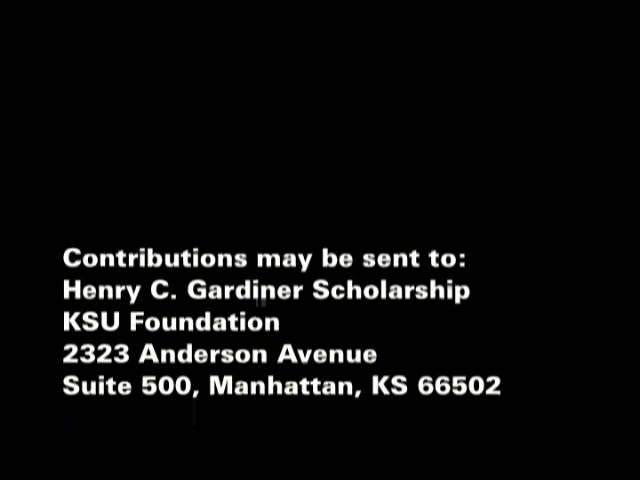 Contributions may be sent to:
Henry C. Gardiner Scholarship
KSU Foundation
2323 Anderson Avenue
Suite 500, Manhattan, KS 66502